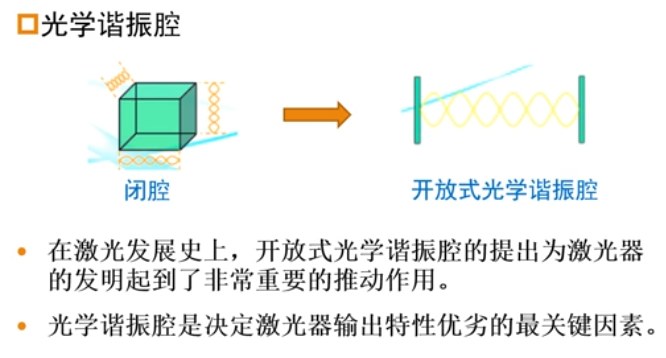 光学谐振腔
闭腔
开放式光学谐振腔
• 在激光发展史上，开放式光学谐振腔的提出为激光器
的发明起到了非常重要的推动作用。
• 光学谐振腔是决定激光器输出特性优劣的最关键因素。